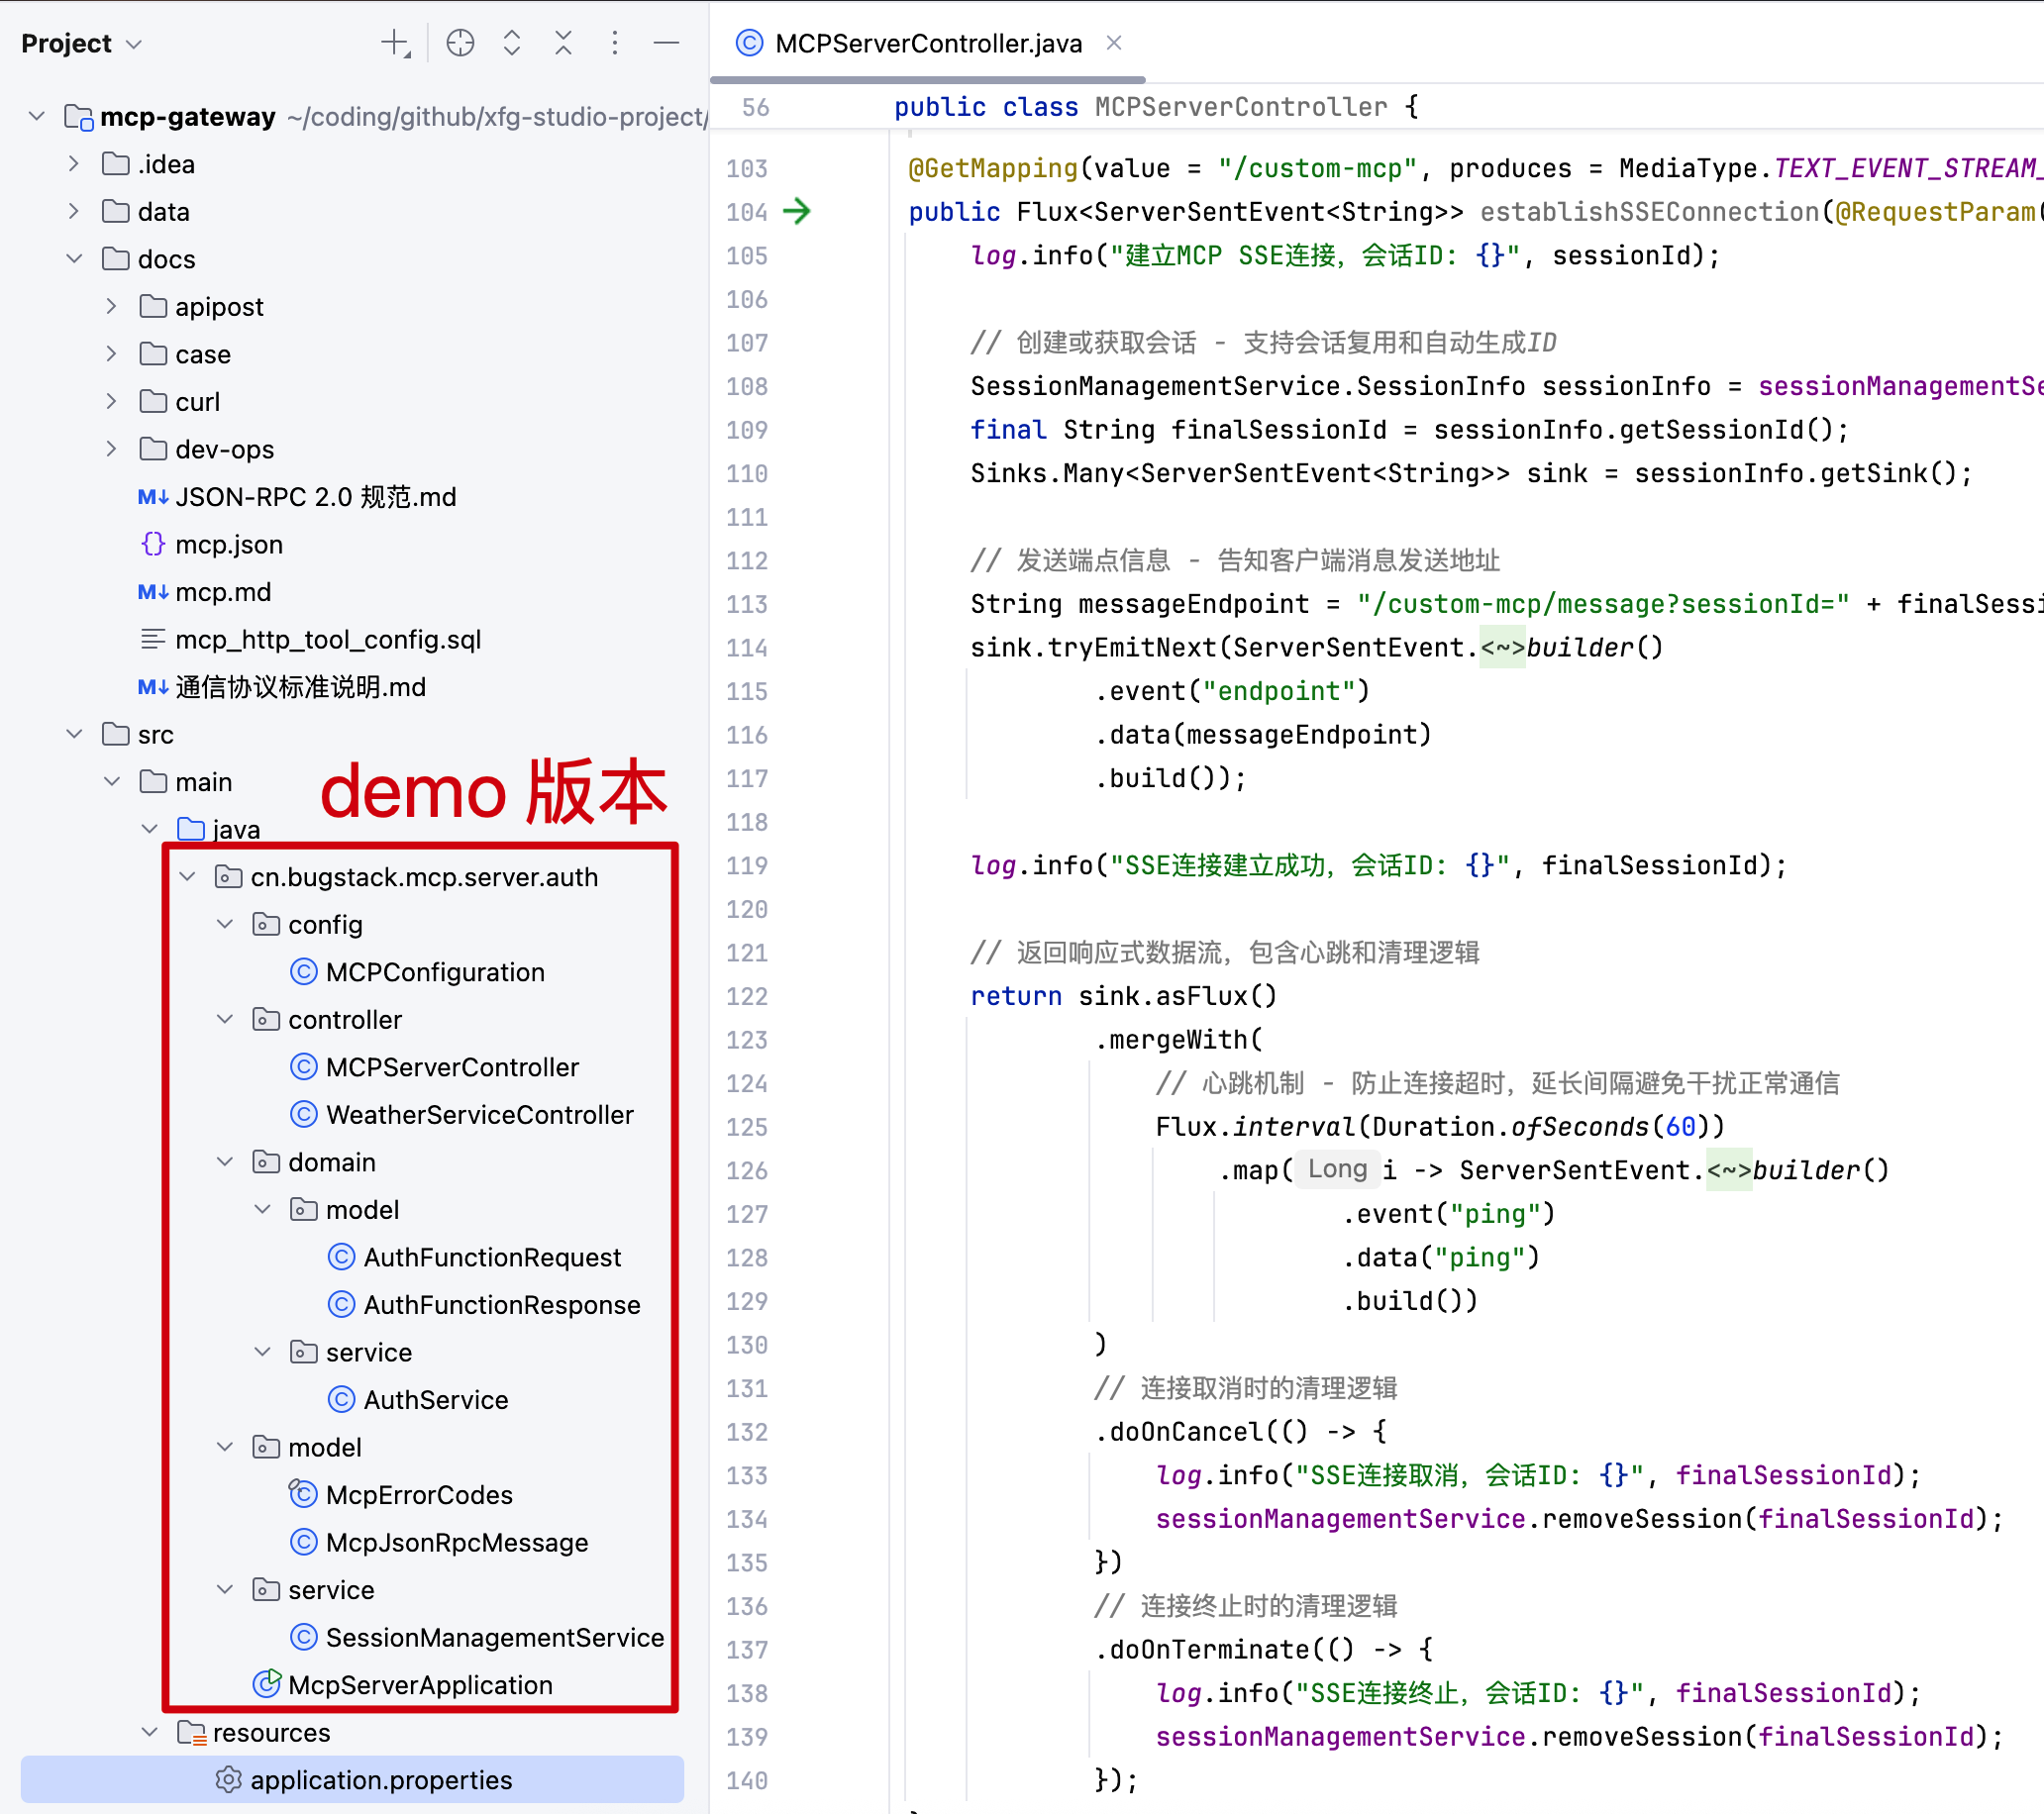 Project
mcp-gateway ~/coding/github/xfg-studio-project/
.idea
data
docs
apipost
case
curl
dev-ops
M↓ JSON-RPC 2.0 规范.md
{} mcp.json
M↓ mcp.md
mcp_http_tool_config.sql
M↓ 通信协议标准说明.md
src
main
demo 版本
java
cn.bugstack.mcp.server.auth
config
MCPConfiguration
controller
MCPServerController
WeatherServiceController
domain
model
AuthFunctionRequest
AuthFunctionResponse
service
AuthService
model
McpErrorCodes
McpJsonRpcMessage
service
SessionManagementService
McpServerApplication
resources
application.properties
MCPServerController.java
56 public class MCPServerController {
103 @GetMapping(value = "/custom-mcp", produces = MediaType.TEXT_EVENT_STREAM_
104 public Flux<ServerSentEvent<String>> establishSSEConnection(@RequestParam(
105 log.info("建立MCP SSE连接，会话ID: {}", sessionId);
106
107 // 创建或获取会话 - 支持会话复用和自动生成ID
108 SessionManagementService.SessionInfo sessionInfo = sessionManagementSe
109 final String finalSessionId = sessionInfo.getSessionId();
110 Sinks.Many<ServerSentEvent<String>> sink = sessionInfo.getSink();
111
112 // 发送端点信息 - 告知客户端消息发送地址
113 String messageEndpoint = "/custom-mcp/message?sessionId=" + finalSessi
114 sink.tryEmitNext(ServerSentEvent.<~>builder()
115 .event("endpoint")
116 .data(messageEndpoint)
117 .build());
118
119 log.info("SSE连接建立成功，会话ID: {}", finalSessionId);
120
121 // 返回响应式数据流，包含心跳和清理逻辑
122 return sink.asFlux()
123 .mergeWith(
124 // 心跳机制 - 防止连接超时，延长间隔避免干扰正常通信
125 Flux.interval(Duration.ofSeconds(60))
126 .map( Long i -> ServerSentEvent.<~>builder()
127 .event("ping")
128 .data("ping")
129 .build())
130 )
131 // 连接取消时的清理逻辑
132 .doOnCancel(() -> {
133 log.info("SSE连接取消，会话ID: {}", finalSessionId);
134 sessionManagementService.removeSession(finalSessionId);
135 })
136 // 连接终止时的清理逻辑
137 .doOnTerminate(() -> {
138 log.info("SSE连接终止，会话ID: {}", finalSessionId);
139 sessionManagementService.removeSession(finalSessionId);
140 });